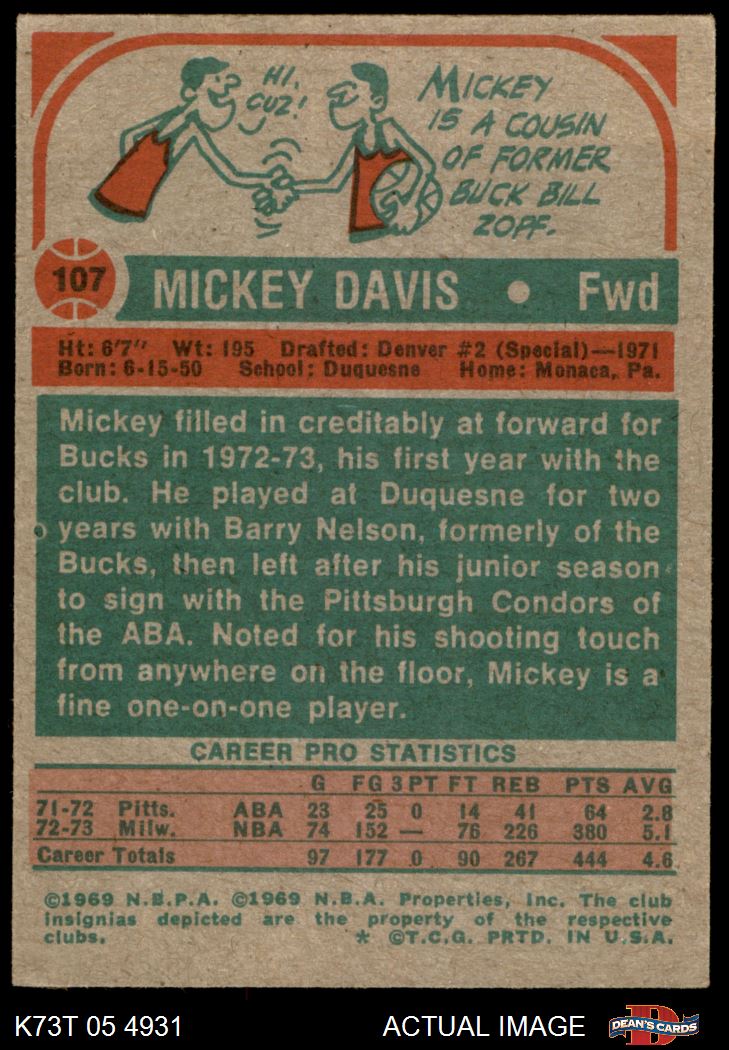 HI,
CUZ!
MICKEY
IS A COUSIN
OF FORMER
BUCK BILL
ZOPF.
107 MICKEY DAVIS • Fwd
Ht: 6'7" Wt: 195 Drafted: Denver #2 (Special)—1971
Born: 6-15-50 School: Duquesne Home: Monaca, Pa.
Mickey filled in creditably at forward for
Bucks in 1972-73, his first year with the
club. He played at Duquesne for two
years with Barry Nelson, formerly of the
Bucks, then left after his junior season
to sign with the Pittsburgh Condors of
the ABA. Noted for his shooting touch
from anywhere on the floor, Mickey is a
fine one-on-one player.
CAREER PRO STATISTICS
G FG 3PT FT REB PTS AVG
71-72 Pitts. ABA 23 25 0 14 41 64 2.8
72-73 Milw. NBA 74 152 — 76 226 380 5.1
Career Totals 97 177 0 90 267 444 4.6
©1969 N.B.P.A. ©1969 N.B.A. Properties, Inc. The club
insignias depicted are the property of the respective
clubs. * ©T.C.G. PRTD. IN U.S.A.
K73T 05 4931 ACTUAL IMAGE DEAN'S CARDS